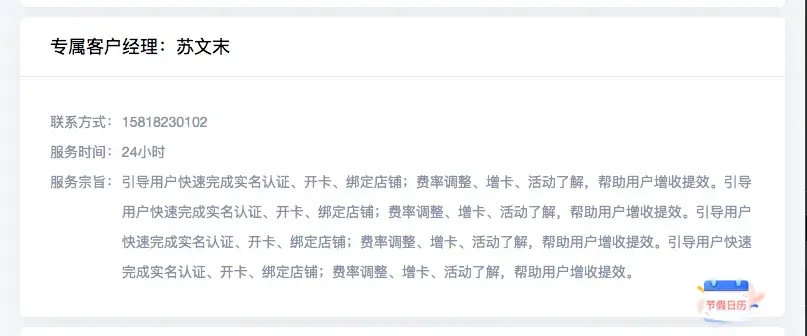 专属客户经理：苏文末
联系方式：15818230102
服务时间：24小时
服务宗旨：引导用户快速完成实名认证、开卡、绑定店铺；费率调整、增卡、活动了解，帮助用户增收提效。引导
用户快速完成实名认证、开卡、绑定店铺；费率调整、增卡、活动了解，帮助用户增收提效。引导用户
快速完成实名认证、开卡、绑定店铺；费率调整、增卡、活动了解，帮助用户增收提效。引导用户快速
完成实名认证、开卡、绑定店铺；费率调整、增卡、活动了解，帮助用户增收提效。
节假日历